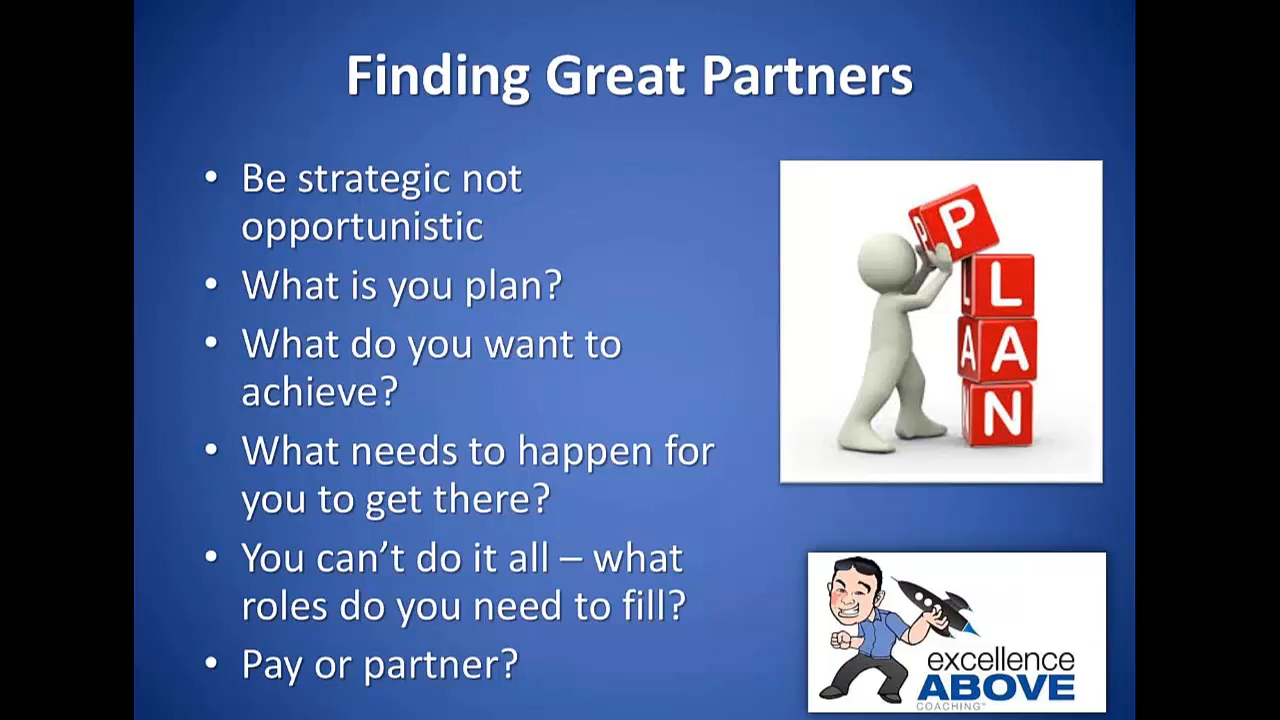 Finding Great Partners
• Be strategic not
opportunistic
• What is you plan?
• What do you want to
achieve?
• What needs to happen for
you to get there?
• You can’t do it all – what
roles do you need to fill?
• Pay or partner?
P P
L L
A A
N N
excellence
ABOVE
COACHING™